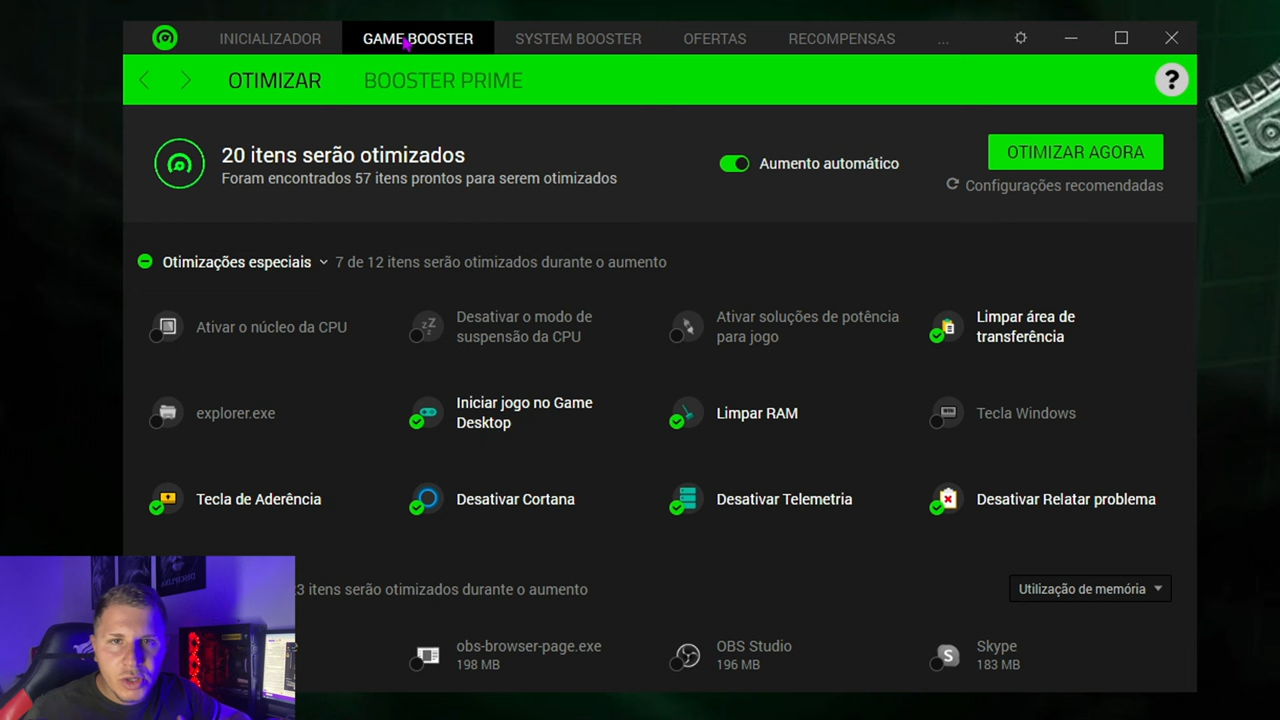 INICIALIZADOR GAME BOOSTER SYSTEM BOOSTER OFERTAS RECOMPENSAS ...
OTIMIZAR BOOSTER PRIME ?
20 itens serão otimizados
Foram encontrados 57 itens prontos para serem otimizados
Aumento automático
OTIMIZAR AGORA
Configurações recomendadas
Otimizações especiais 7 de 12 itens serão otimizados durante o aumento
Ativar o núcleo da CPU
Desativar o modo de
suspensão da CPU
Ativar soluções de potência
para jogo
Limpar área de
transferência
explorer.exe
Iniciar jogo no Game
Desktop
Limpar RAM
Tecla Windows
Tecla de Aderência
Desativar Cortana
Desativar Telemetria
Desativar Relatar problema
3 itens serão otimizados durante o aumento
Utilização de memória
obs-browser-page.exe
198 MB
OBS Studio
196 MB
Skype
183 MB